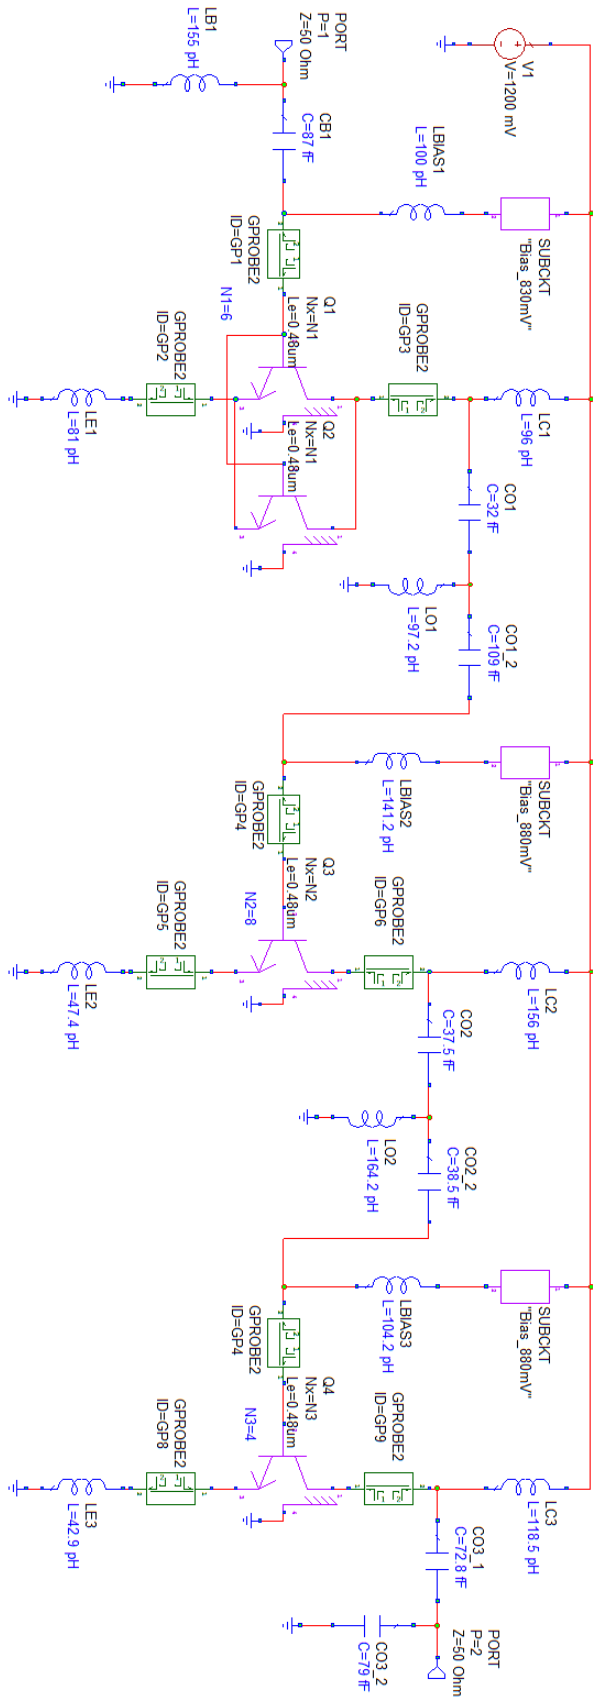 V1
V=1200 mV
PORT
P=1
Z=50 Ohm
LB1
L=155 pH
CB1
C=87 fF
LBIAS1
L=100 pH
SUBCKT
"Bias_830mV"
GPROBE2
ID=GP1
Q1
Nx=N1
Le=0.48um
N1=6
GPROBE2
ID=GP2
LE1
L=81 pH
GPROBE2
ID=GP3
LC1
L=96 pH
Q2
Nx=N1
Le=0.48um
CO1
C=32 fF
LO1
L=97.2 pH
CO1_2
C=109 fF
SUBCKT
"Bias_880mV"
LBIAS2
L=141.2 pH
GPROBE2
ID=GP4
Q3
Nx=N2
Le=0.48um
N2=8
GPROBE2
ID=GP5
LE2
L=47.4 pH
GPROBE2
ID=GP6
LC2
L=156 pH
CO2
C=37.5 fF
LO2
L=164.2 pH
CO2_2
C=38.5 fF
SUBCKT
"Bias_880mV"
LBIAS3
L=104.2 pH
GPROBE2
ID=GP4
Q4
Nx=N3
Le=0.48um
N3=4
GPROBE2
ID=GP8
LE3
L=42.9 pH
GPROBE2
ID=GP9
LC3
L=118.5 pH
CO3_1
C=72.8 fF
CO3_2
C=79 fF
PORT
P=2
Z=50 Ohm